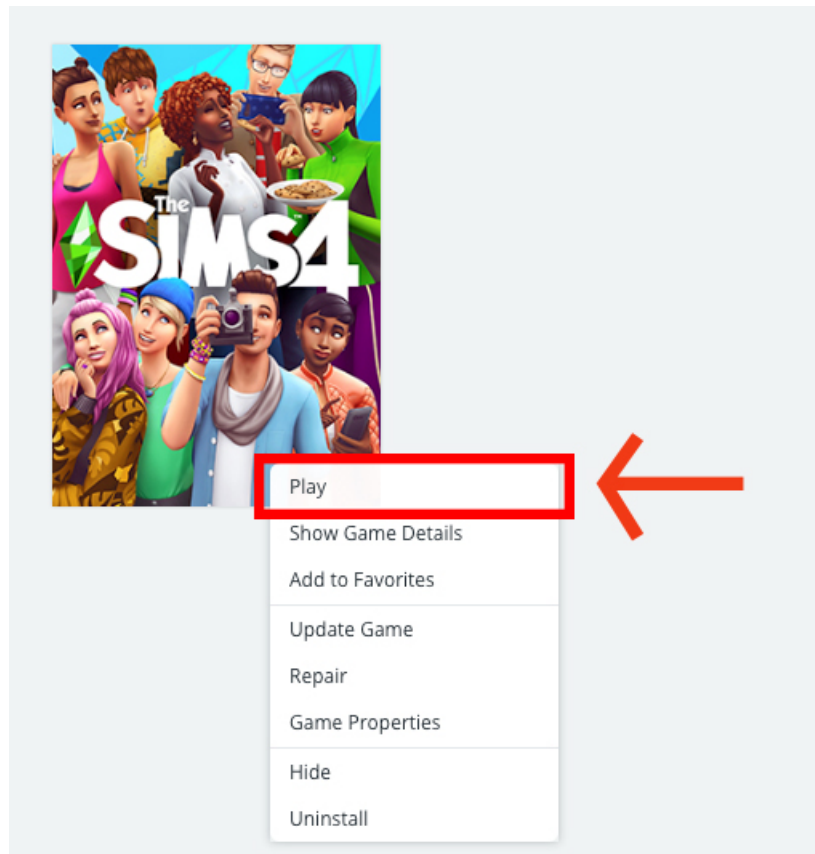 The
SIMS4
Play
Show Game Details
Add to Favorites
Update Game
Repair
Game Properties
Hide
Uninstall